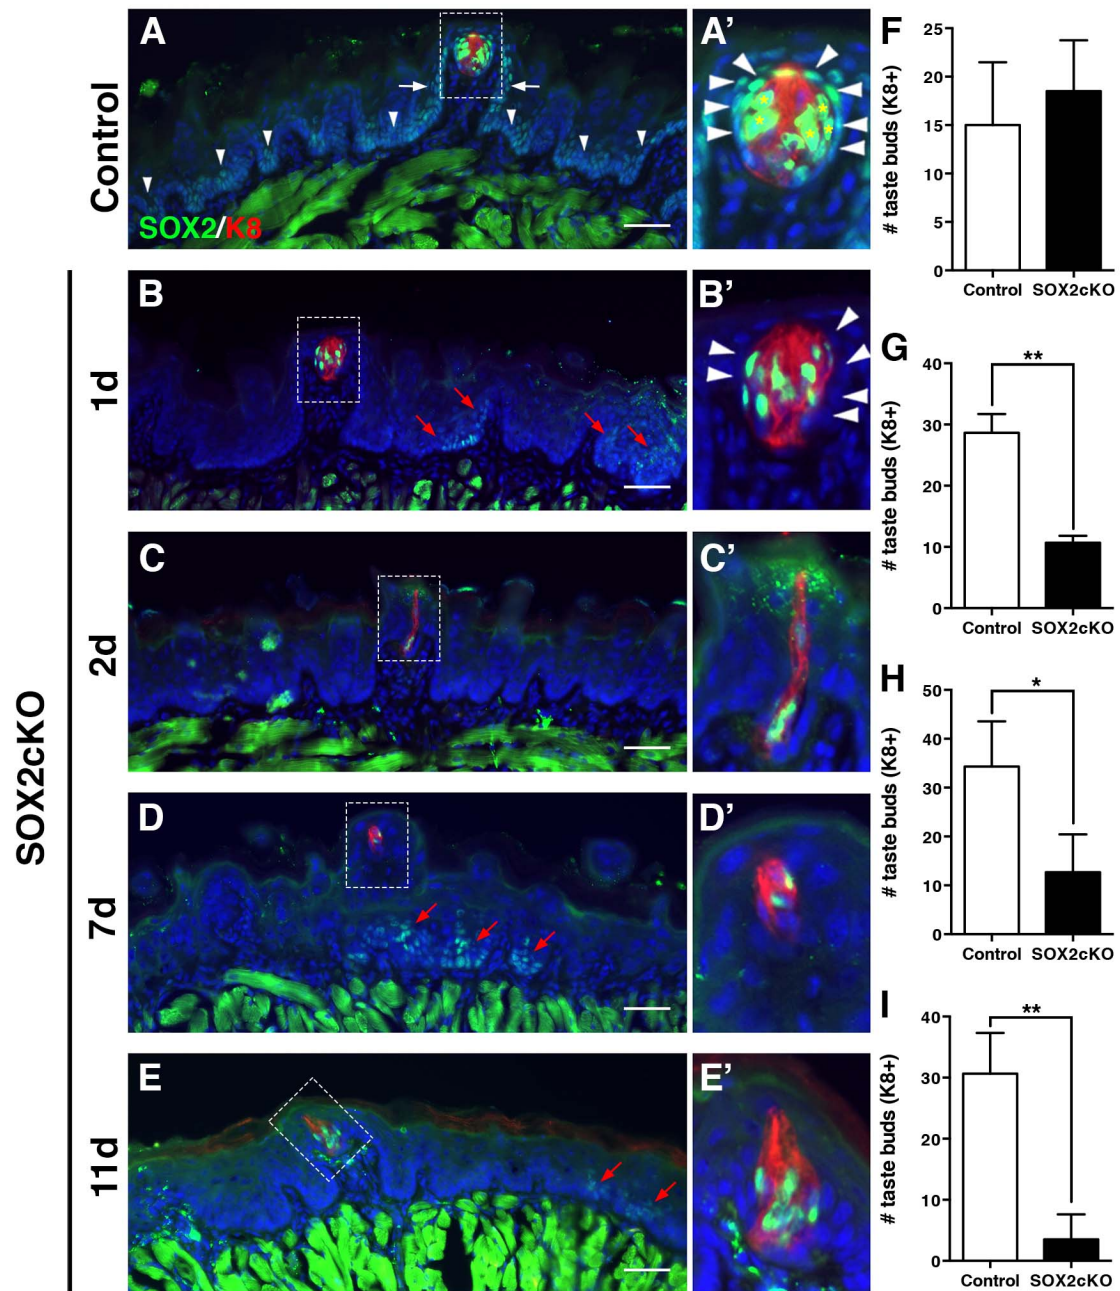 A
A’
Control
SOX2/K8
F
25
20
15
10
5
0
# taste buds (K8+)
Control SOX2cKO
SOX2cKO
B
B’
1d
G
**
40
30
20
10
0
# taste buds (K8+)
Control SOX2cKO
C
C’
2d
H
*
50
40
30
20
10
0
# taste buds (K8+)
Control SOX2cKO
D
D’
7d
I
**
40
30
20
10
0
# taste buds (K8+)
Control SOX2cKO
E
E’
11d